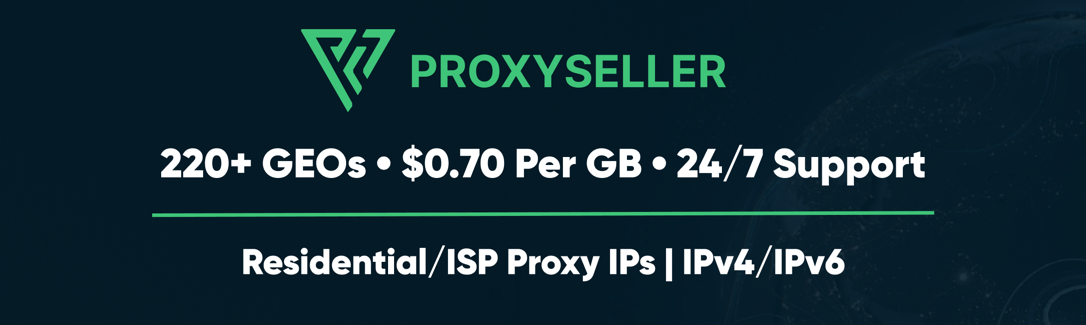 PROXYSELLER
220+ GEOs • $0.70 Per GB • 24/7 Support
Residential/ISP Proxy IPs | IPv4/IPv6